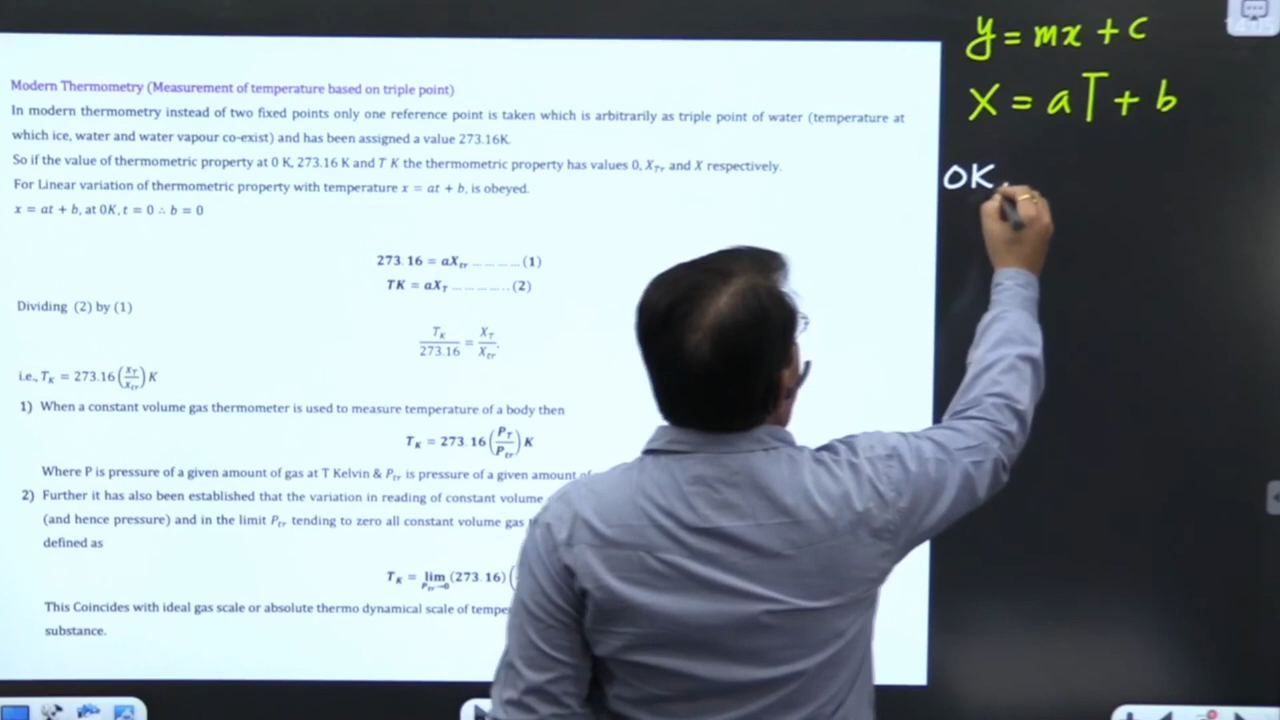 Modern Thermometry (Measurement of temperature based on triple point)
In modern thermometry instead of two fixed points only one reference point is taken which is arbitrarily as triple point of water (temperature at
which ice, water and water vapour co-exist) and has been assigned a value 273.16K.
So if the value of thermometric property at 0 K, 273.16 K and T K the thermometric property has values 0, X_Tr and X respectively.
For Linear variation of thermometric property with temperature x = at + b, is obeyed.
x = at + b, at 0K, t = 0 ∴ b = 0
273.16 = aX_tr ............ (1)
TK = aX_T ............ (2)
Dividing (2) by (1)
T_K / 273.16 = X_T / X_tr.
i.e., T_K = 273.16 (x_T / x_tr) K
1) When a constant volume gas thermometer is used to measure temperature of a body then
T_K = 273.16 (P_T / P_tr) K
Where P is pressure of a given amount of gas at T Kelvin & P_tr is pressure of a given amount
2) Further it has also been established that the variation in reading of constant volume
(and hence pressure) and in the limit P_tr tending to zero all constant volume gas
defined as
T_K = lim P_tr→0 (273.16) (
This Coincides with ideal gas scale or absolute thermo dynamical scale of
substance.
y = mx + c
X = aT + b
0K